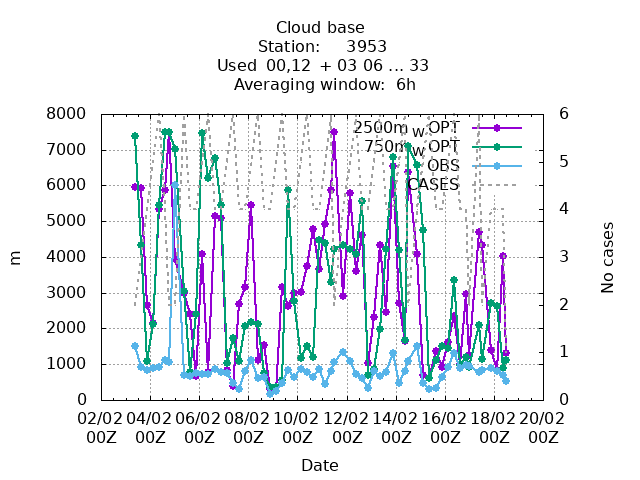 Cloud base
Station: 3953
Used 00,12 + 03 06 ... 33
Averaging window: 6h
8000
7000
6000
5000
4000
3000
2000
1000
0
m
6
5
4
3
2
1
0
No cases
2500m w OPT
750m w OPT
OBS
CASES
02/02 04/02 06/02 08/02 10/02 12/02 14/02 16/02 18/02 20/02
00Z 00Z 00Z 00Z 00Z 00Z 00Z 00Z 00Z 00Z
Date